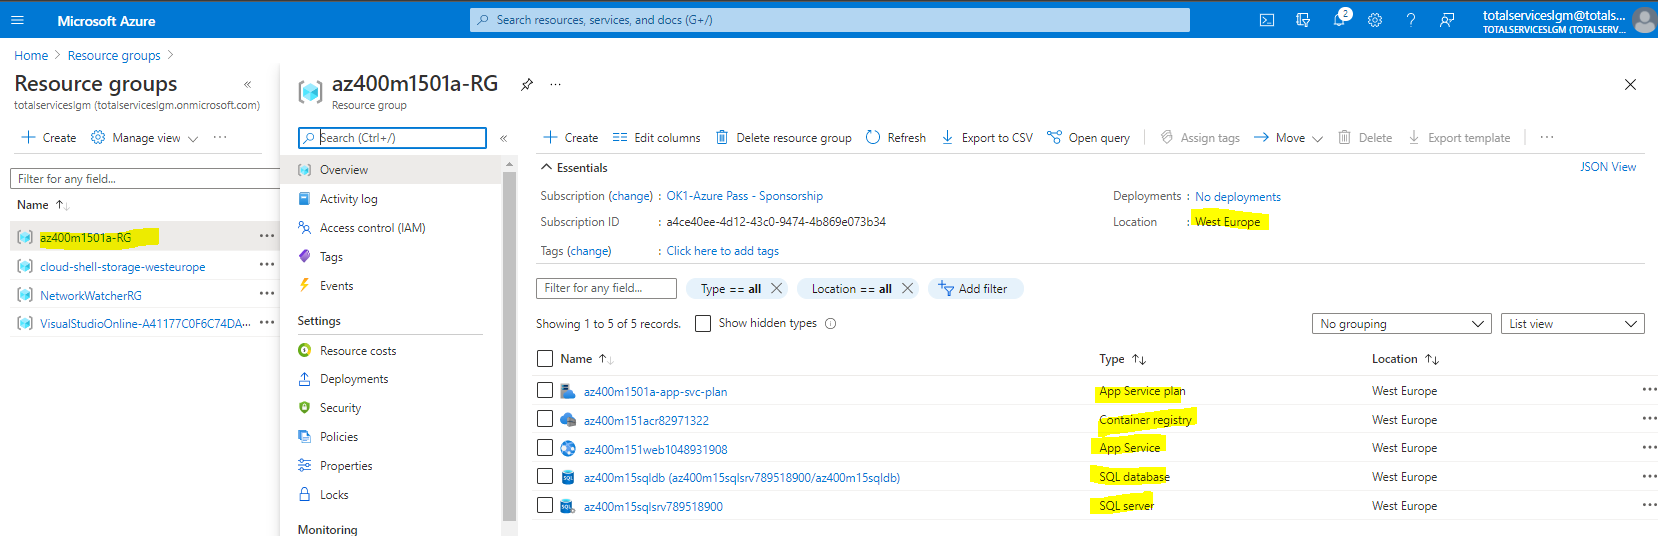 Microsoft Azure
Search resources, services, and docs (G+/)
2
totalserviceslgm@totals...
TOTALSERVICESLGM (TOTALSERV...
Home > Resource groups >
Resource groups
totalserviceslgm (totalserviceslgm.onmicrosoft.com)
+ Create
Manage view
...
Filter for any field...
Name ↑↓
az400m1501a-RG
cloud-shell-storage-westeurope
NetworkWatcherRG
VisualStudioOnline-A41177C0F6C74DA...
az400m1501a-RG
Resource group
Search (Ctrl+/)
Overview
Activity log
Access control (IAM)
Tags
Events
Settings
Resource costs
Deployments
Security
Policies
Properties
Locks
Monitoring
+ Create
Edit columns
Delete resource group
Refresh
Export to CSV
Open query
Assign tags
Move
Delete
Export template
...
Essentials
JSON View
Subscription (change) : OK1-Azure Pass - Sponsorship
Subscription ID : a4ce40ee-4d12-43c0-9474-4b869e073b34
Tags (change) : Click here to add tags
Deployments : No deployments
Location : West Europe
Filter for any field...
Type == all
Location == all
Add filter
Showing 1 to 5 of 5 records.
Show hidden types
No grouping
List view
Name ↑↓ Type ↑↓ Location ↑↓
az400m1501a-app-svc-plan App Service plan West Europe
az400m151acr82971322 Container registry West Europe
az400m151web1048931908 App Service West Europe
az400m15sqldb (az400m15sqlsrv789518900/az400m15sqldb) SQL database West Europe
az400m15sqlsrv789518900 SQL server West Europe